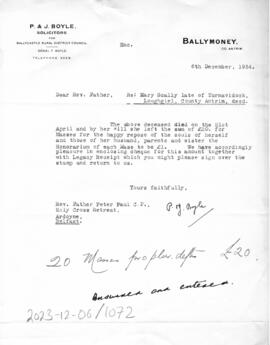 P. & J. BOYLE.
SOLICITORS
FOR
BALLYCASTLE RURAL DISTRICT COUNCIL
DENIS T. BOYLE
TELEPHONE
BALLYMONEY.
CO. ANTRIM
Enc.
6th December, 1934.
Dear Rev. Father,
Re: Mary Scally late of
Loughgiel, County Antrim, decd.
The above deceased died on the 21st
April and by her Will she left the sum of £20. for
Masses for the happy repose of the souls of herself
and those of her husband, parents and sister the
Honorarium of each Mass to be £1. We have accordingly
pleasure in enclosing cheque for this amount together
with Legacy Receipt which you might please sign over the
stamp and return to us.
Yours faithfully,
P. J. Boyle
Rev. Father Peter Paul C.P.,
Holy Cross Retreat,
Ardoyne,
Belfast.
20 Masses pro £20.
Answered and entered.
2023-12-06/1072